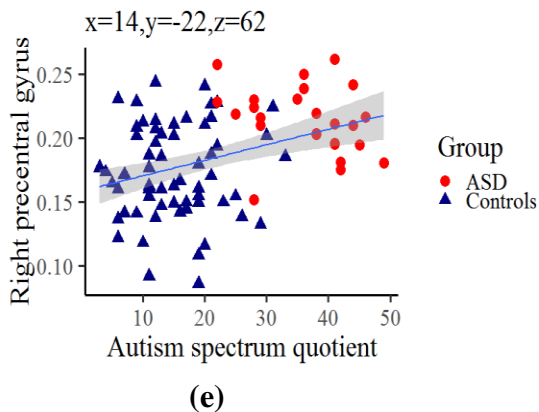 x=14,y=-22,z=62
Right precentral gyrus
0.25
0.20
0.15
0.10
10 20 30 40 50
Autism spectrum quotient
Group
ASD
Controls
(e)